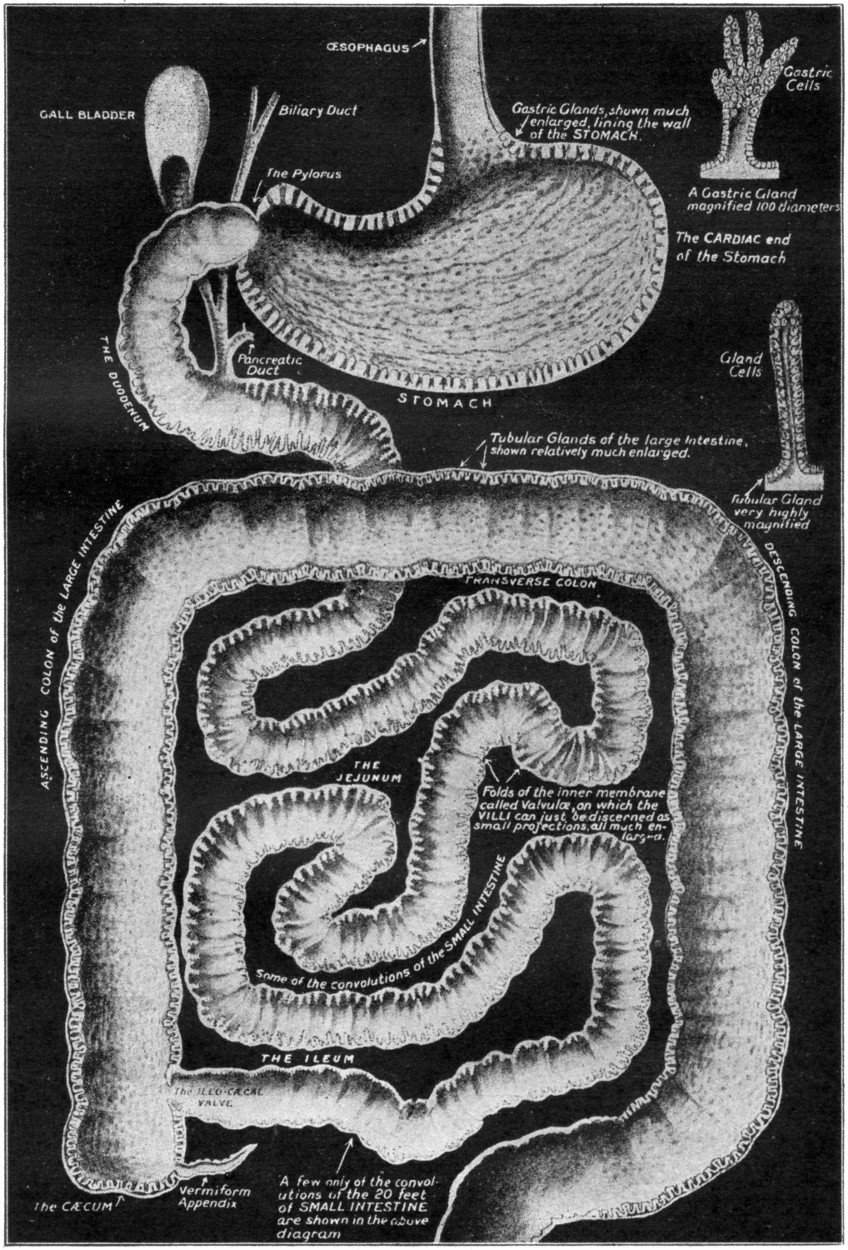 ŒSOPHAGUS
GALL BLADDER
Biliary Duct
Gastric Glands, shown much
enlarged, lining the wall
of the STOMACH.
Gastric
Cells
The Pylorus
A Gastric Gland
magnified 100 diameters
The CARDIAC end
of the Stomach
THE DUODENUM
Pancreatic
Duct
STOMACH
Gland
Cells
Tubular Glands of the large Intestine,
shown relatively much enlarged.
Tubular Gland
very highly
magnified
ASCENDING COLON of the LARGE INTESTINE
TRANSVERSE COLON
DESCENDING COLON of the LARGE INTESTINE
THE
JEJUNUM
Folds of the inner membrane
called Valvulæ, on which the
VILLI can just be discerned as
small projections, all much en-
Some of the convolutions of the SMALL INTESTINE
THE ILEUM
The ILEO-CÆCAL
VALVE
The CÆCUM
Vermiform
Appendix
A few only of the convol-
utions of the 20 feet
of SMALL INTESTINE
are shown in the above
diagram